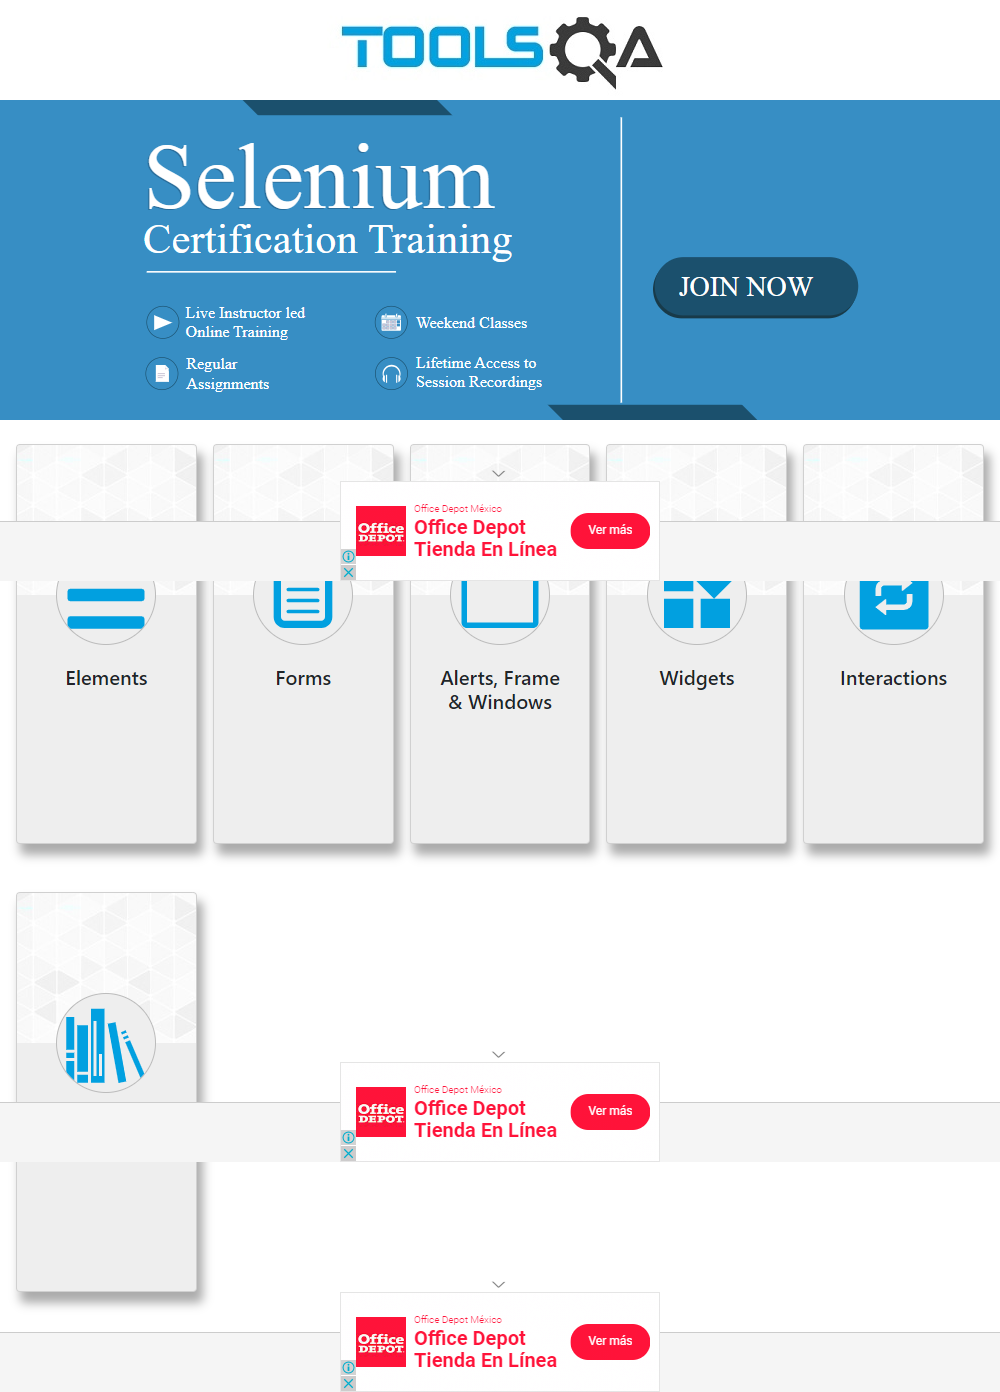 TOOLSQA
Selenium
Certification Training
JOIN NOW
Live Instructor led
Online Training
Weekend Classes
Regular
Assignments
Lifetime Access to
Session Recordings
Office Depot México
Office Depot
Tienda En Línea
Ver más
Office
DEPOT
Elements
Forms
Alerts, Frame
& Windows
Widgets
Interactions
Office Depot México
Office Depot
Tienda En Línea
Ver más
Office
DEPOT
Office Depot México
Office Depot
Tienda En Línea
Ver más
Office
DEPOT